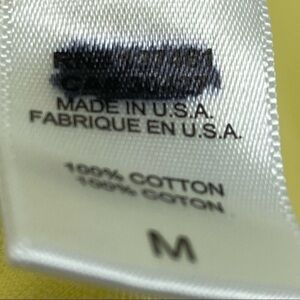 MADE IN U.S.A.
FABRIQUE EN U.S.A.
100% COTTON
100% COTON
M